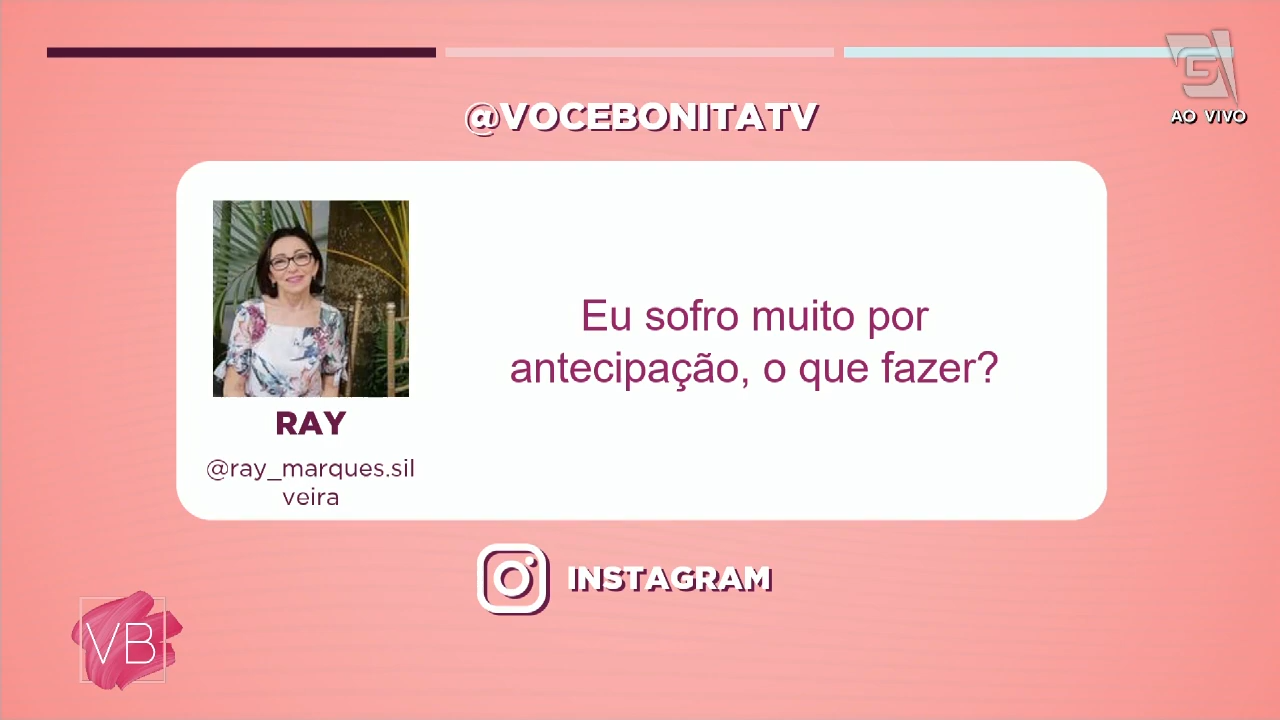 @VOCEBONITATV
AO VIVO
Eu sofro muito por
antecipação, o que fazer?
RAY
@ray_marques.sil
veira
INSTAGRAM
VB